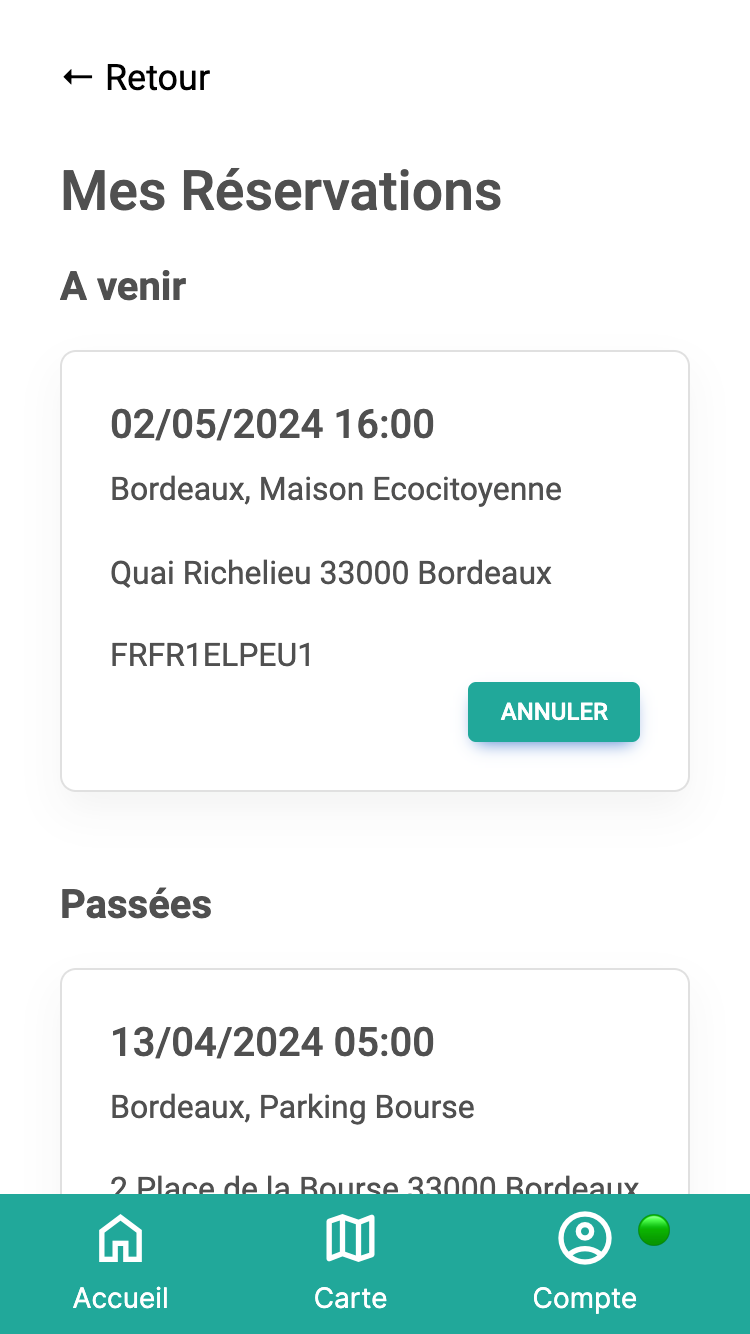 ← Retour
Mes Réservations
A venir
02/05/2024 16:00
Bordeaux, Maison Ecocitoyenne
Quai Richelieu 33000 Bordeaux
FRFR1ELPEU1
ANNULER
Passées
13/04/2024 05:00
Bordeaux, Parking Bourse
2 Place de la Bourse 33000 Bordeaux
Accueil
Carte
Compte